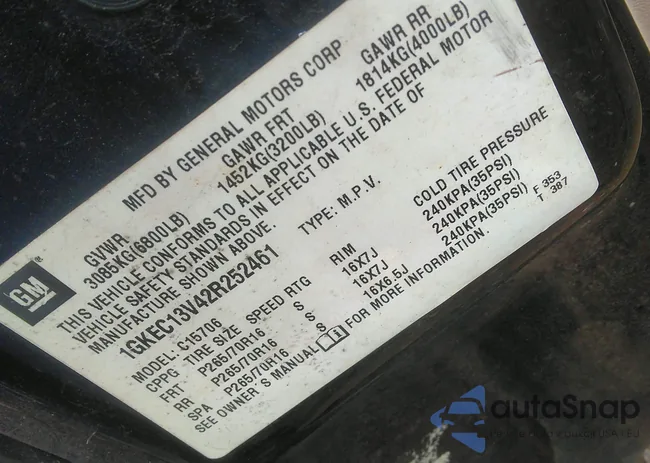 GM
MFD BY GENERAL MOTORS CORP
GVWR GAWR FRT GAWR RR
3085KG(6800LB) 1452KG(3200LB) 1814KG(4000LB)
THIS VEHICLE CONFORMS TO ALL APPLICABLE U.S. FEDERAL MOTOR
VEHICLE SAFETY STANDARDS IN EFFECT ON THE DATE OF
MANUFACTURE SHOWN ABOVE.
1GKEC13V42R252461 TYPE: M.P.V.
MODEL: S15706
CPPG TIRE SIZE SPEED RTG RIM COLD TIRE PRESSURE
FRT P265/70R16 S 16X7J 240KPA(35PSI)
RR P265/70R16 S 16X7J 240KPA(35PSI)
SPA P265/70R16 S 16X6.5J 240KPA(35PSI)
SEE OWNER'S MANUAL i FOR MORE INFORMATION.
F 353
T 387
autaSnap